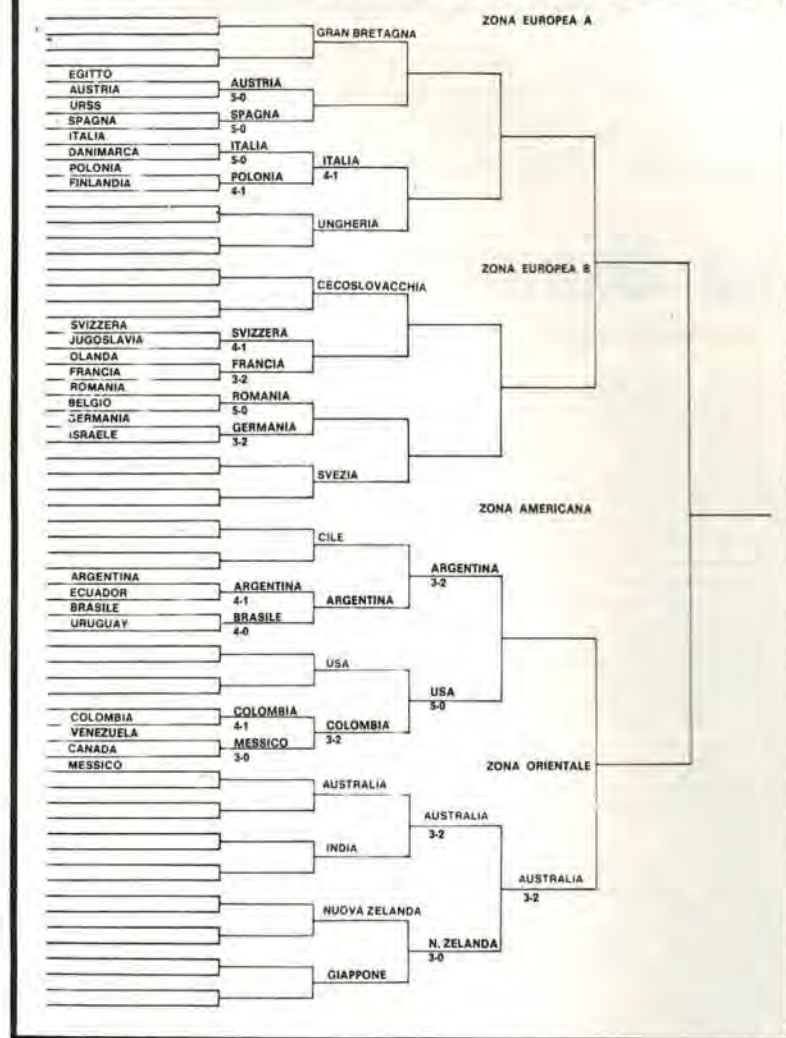 ZONA EUROPEA A
GRAN BRETAGNA
EGITTO
AUSTRIA
AUSTRIA
5-0
URSS
SPAGNA
SPAGNA
5-0
ITALIA
DANIMARCA
ITALIA
5-0
ITALIA
4-1
POLONIA
FINLANDIA
POLONIA
4-1
UNGHERIA
ZONA EUROPEA B
CECOSLOVACCHIA
SVIZZERA
JUGOSLAVIA
SVIZZERA
4-1
OLANDA
FRANCIA
FRANCIA
3-2
ROMANIA
BELGIO
ROMANIA
5-0
GERMANIA
ISRAELE
GERMANIA
3-2
SVEZIA
ZONA AMERICANA
CILE
ARGENTINA
3-2
ARGENTINA
ECUADOR
ARGENTINA
4-1
ARGENTINA
BRASILE
URUGUAY
BRASILE
4-0
USA
USA
5-0
COLOMBIA
VENEZUELA
COLOMBIA
4-1
COLOMBIA
3-2
CANADA
MESSICO
MESSICO
3-0
ZONA ORIENTALE
AUSTRALIA
AUSTRALIA
3-2
INDIA
AUSTRALIA
3-2
NUOVA ZELANDA
N. ZELANDA
3-0
GIAPPONE